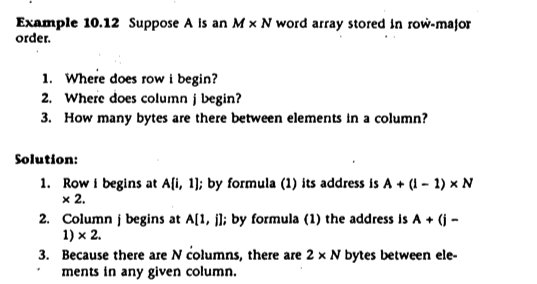 Example 10.12 Suppose A is an M × N word array stored in row-major
order.
1. Where does row i begin?
2. Where does column j begin?
3. How many bytes are there between elements in a column?
Solution:
1. Row i begins at A[i, 1]; by formula (1) its address is A + (i – 1) × N
× 2.
2. Column j begins at A[1, j]; by formula (1) the address is A + (j –
1) × 2.
3. Because there are N columns, there are 2 × N bytes between ele-
ments in any given column.